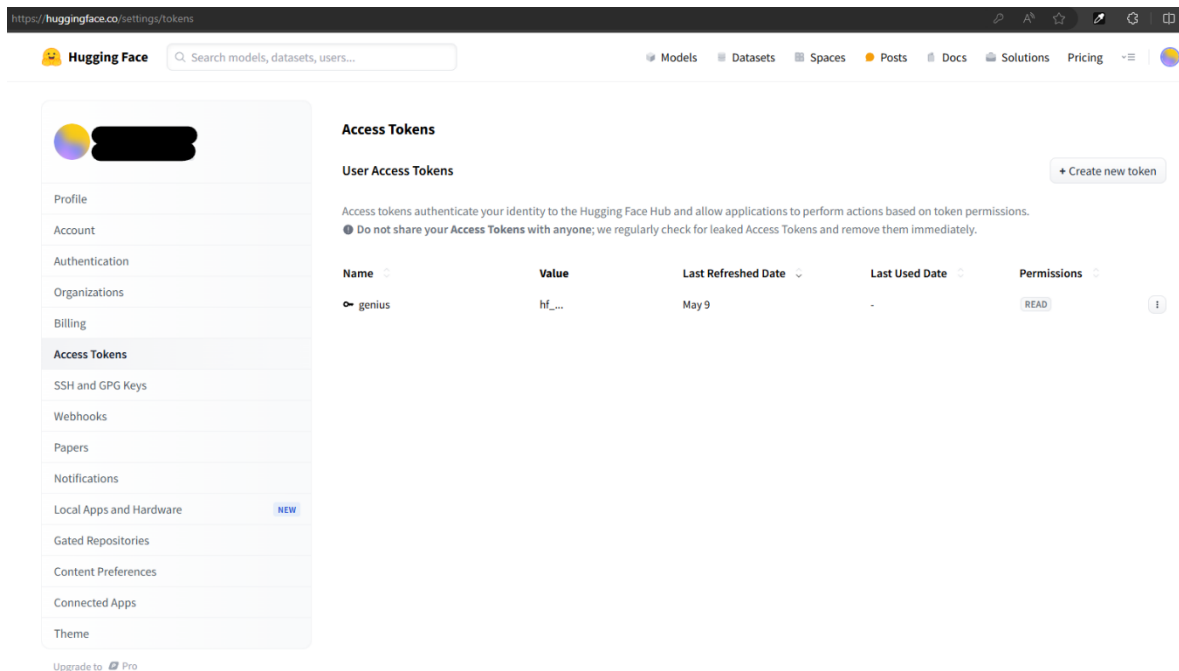 https://huggingface.co/settings/tokens
Hugging Face
Search models, datasets, users...
Models
Datasets
Spaces
Posts
Docs
Solutions
Pricing
Profile
Account
Authentication
Organizations
Billing
Access Tokens
SSH and GPG Keys
Webhooks
Papers
Notifications
Local Apps and Hardware NEW
Gated Repositories
Content Preferences
Connected Apps
Theme
Upgrade to Pro
Access Tokens
User Access Tokens
+ Create new token
Access tokens authenticate your identity to the Hugging Face Hub and allow applications to perform actions based on token permissions.
Do not share your Access Tokens with anyone; we regularly check for leaked Access Tokens and remove them immediately.
Name Value Last Refreshed Date Last Used Date Permissions
genius hf_... May 9 - READ